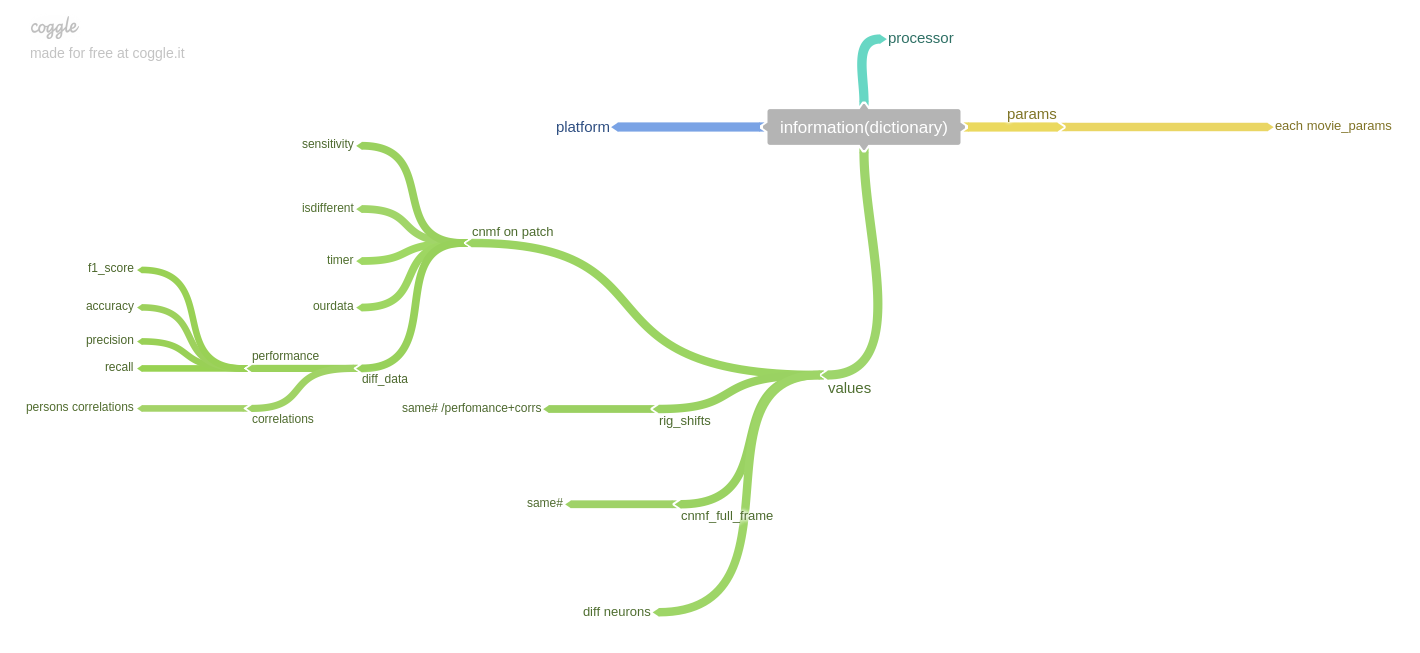 coggle
made for free at coggle.it
processor
platform
information(dictionary)
params
each movie_params
sensitivity
isdifferent
cnmf on patch
timer
f1_score
accuracy
ourdata
precision
performance
recall
diff_data
values
persons correlations
correlations
same# /perfomance+corrs
rig_shifts
same#
cnmf_full_frame
diff neurons